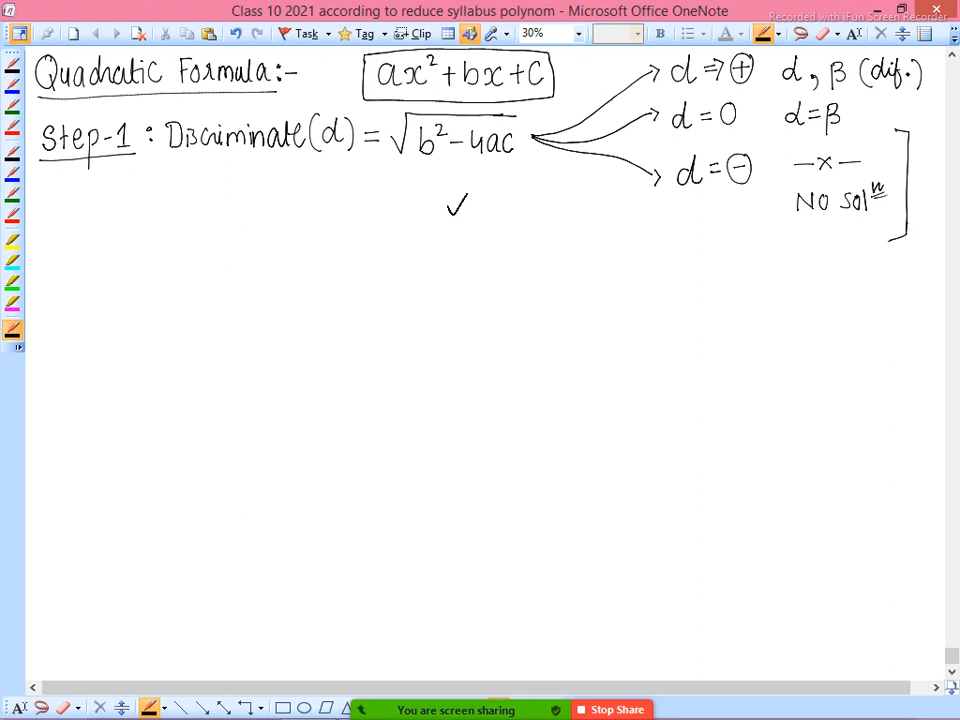 Class 10 2021 according to reduce syllabus polynom - Microsoft Office OneNote
Recorded with iFun Screen Recorder
Task Tag Clip 30% B A A
Quadratic Formula:- ax²+bx+c
d ⇒ ⊕ α, β (dif.)
Step-1 : Discriminate(d) = √b²-4ac
d = 0 α=β
d = ⊖ —x—
No solⁿ
✓
A You are screen sharing Stop Share